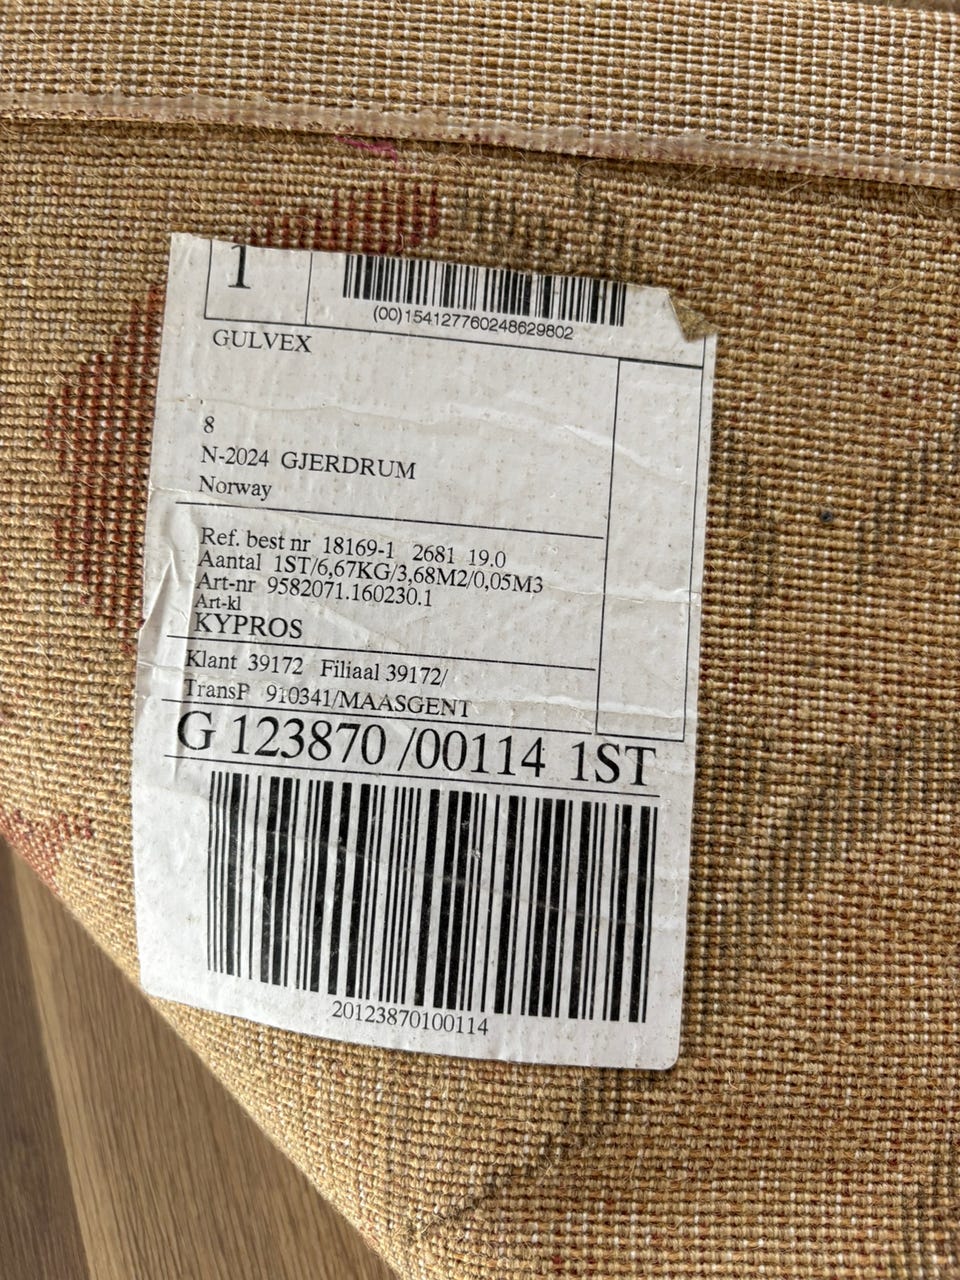 1
(00)154127760248629802
GULVEX
8
N-2024 GJERDRUM
Norway
Ref. best nr 18169-1 2681 19.0
Aantal 1ST/6,67KG/3,68M2/0,05M3
Art-nr 9582071.160230.1
Art-kl
KYPROS
Klant 39172 Filiaal 39172/
TransP 910341/MAASGENT
G 123870 /00114 1ST
20123870100114